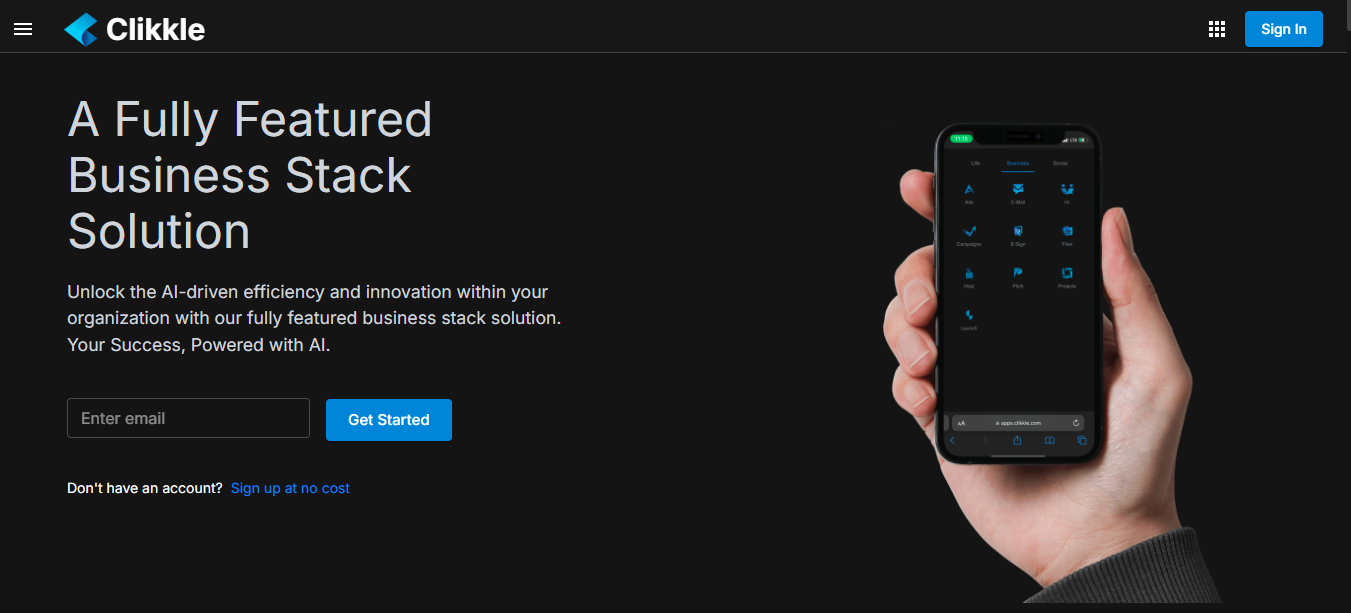 Clikkle
Sign In
A Fully Featured
Business Stack
Solution
Unlock the AI-driven efficiency and innovation within your
organization with our fully featured business stack solution.
Your Success, Powered with AI.
Enter email
Get Started
Don't have an account? Sign up at no cost
11:15
LTE
Life Business Social
Ads C-Mail Hr
Campaigns E-Sign Files
Host Pitch Projects
Launch
AA apps.clikkle.com